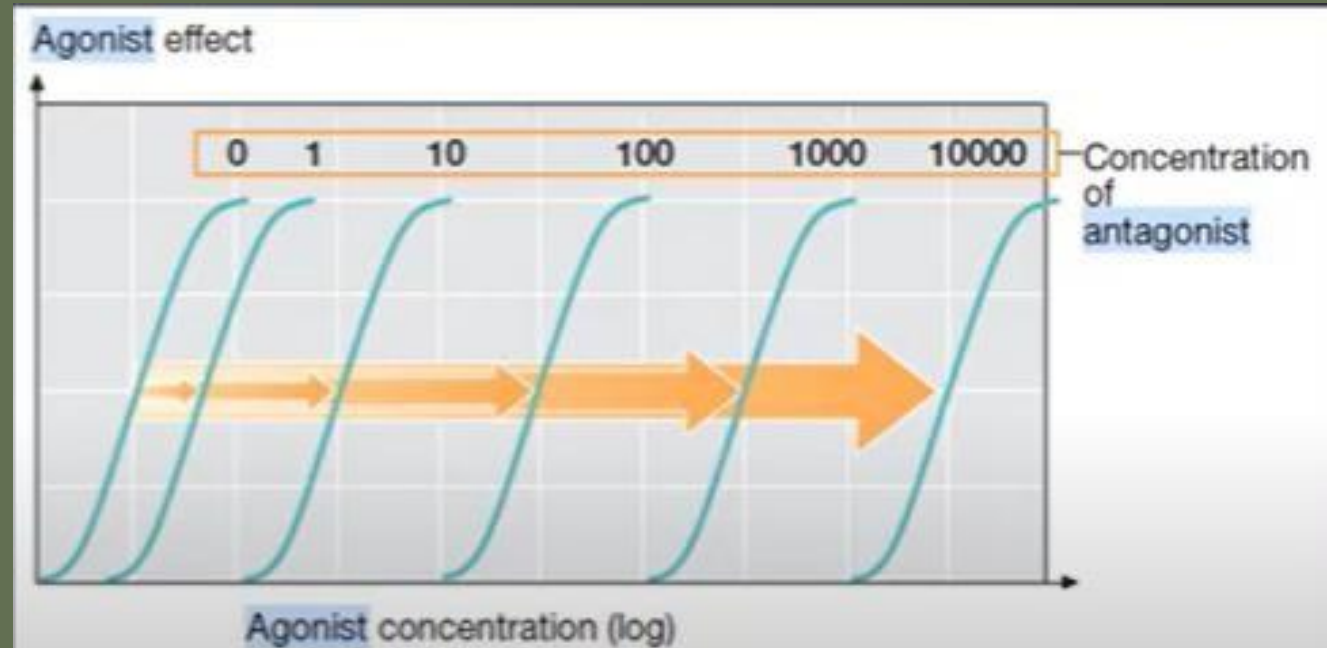 Agonist effect
0 1 10 100 1000 10000
Concentration
of
antagonist
Agonist concentration (log)